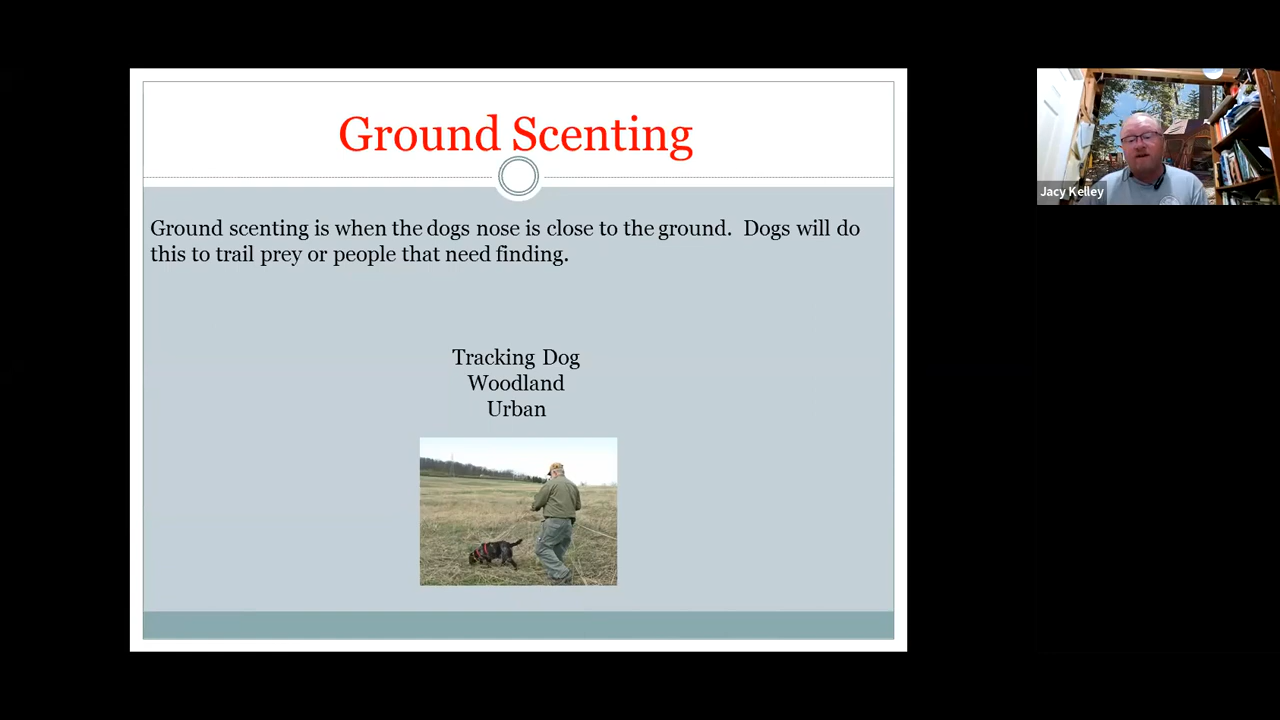 Ground Scenting
Ground scenting is when the dogs nose is close to the ground. Dogs will do
this to trail prey or people that need finding.
Tracking Dog
Woodland
Urban
Jacy Kelley